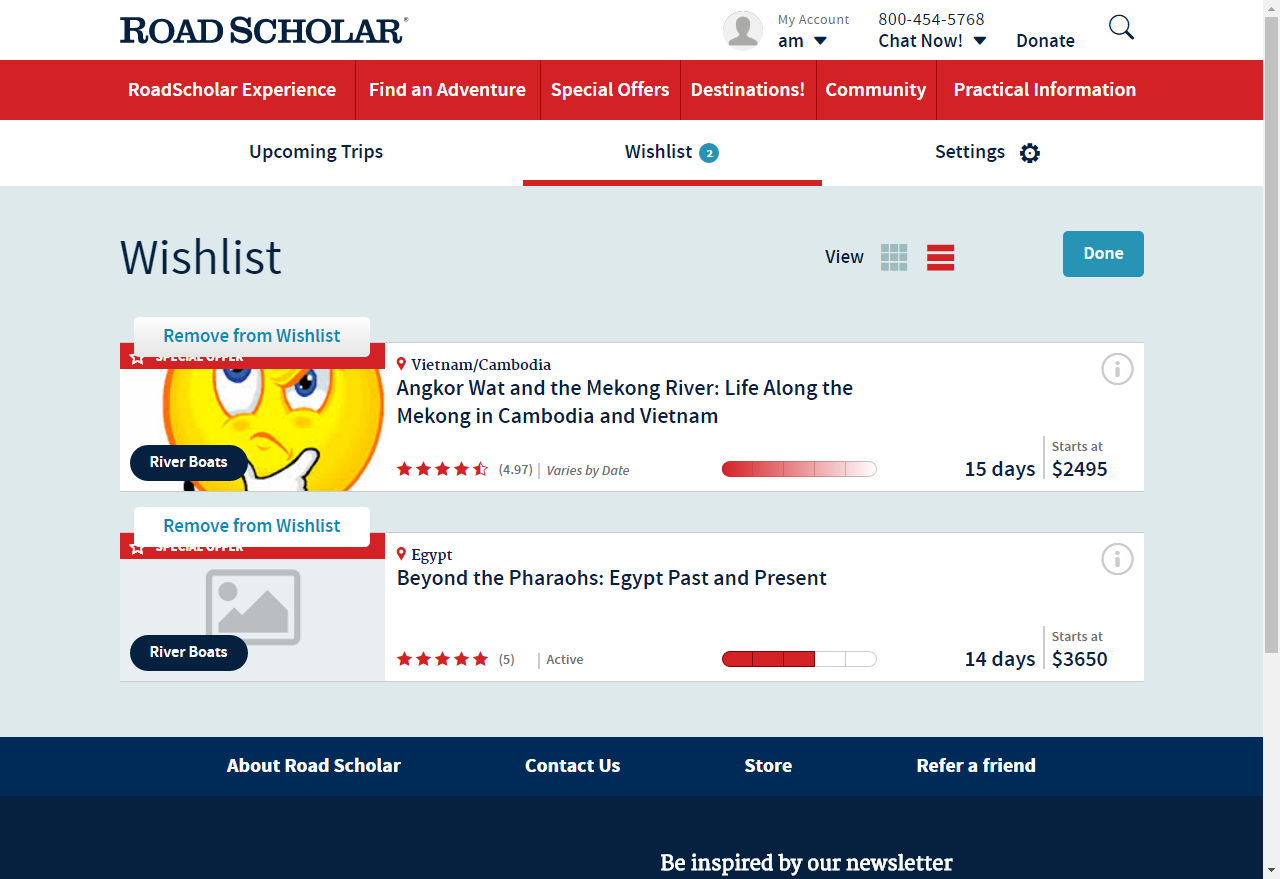 ROAD SCHOLAR®
My Account
am
800-454-5768
Chat Now!
Donate
RoadScholar Experience
Find an Adventure
Special Offers
Destinations!
Community
Practical Information
Upcoming Trips
Wishlist 2
Settings
Wishlist
View
Done
Remove from Wishlist
SPECIAL OFFER
River Boats
Vietnam/Cambodia
Angkor Wat and the Mekong River: Life Along the
Mekong in Cambodia and Vietnam
(4.97) | Varies by Date
15 days
Starts at
$2495
Remove from Wishlist
SPECIAL OFFER
River Boats
Egypt
Beyond the Pharaohs: Egypt Past and Present
(5) | Active
14 days
Starts at
$3650
About Road Scholar
Contact Us
Store
Refer a friend
Be inspired by our newsletter